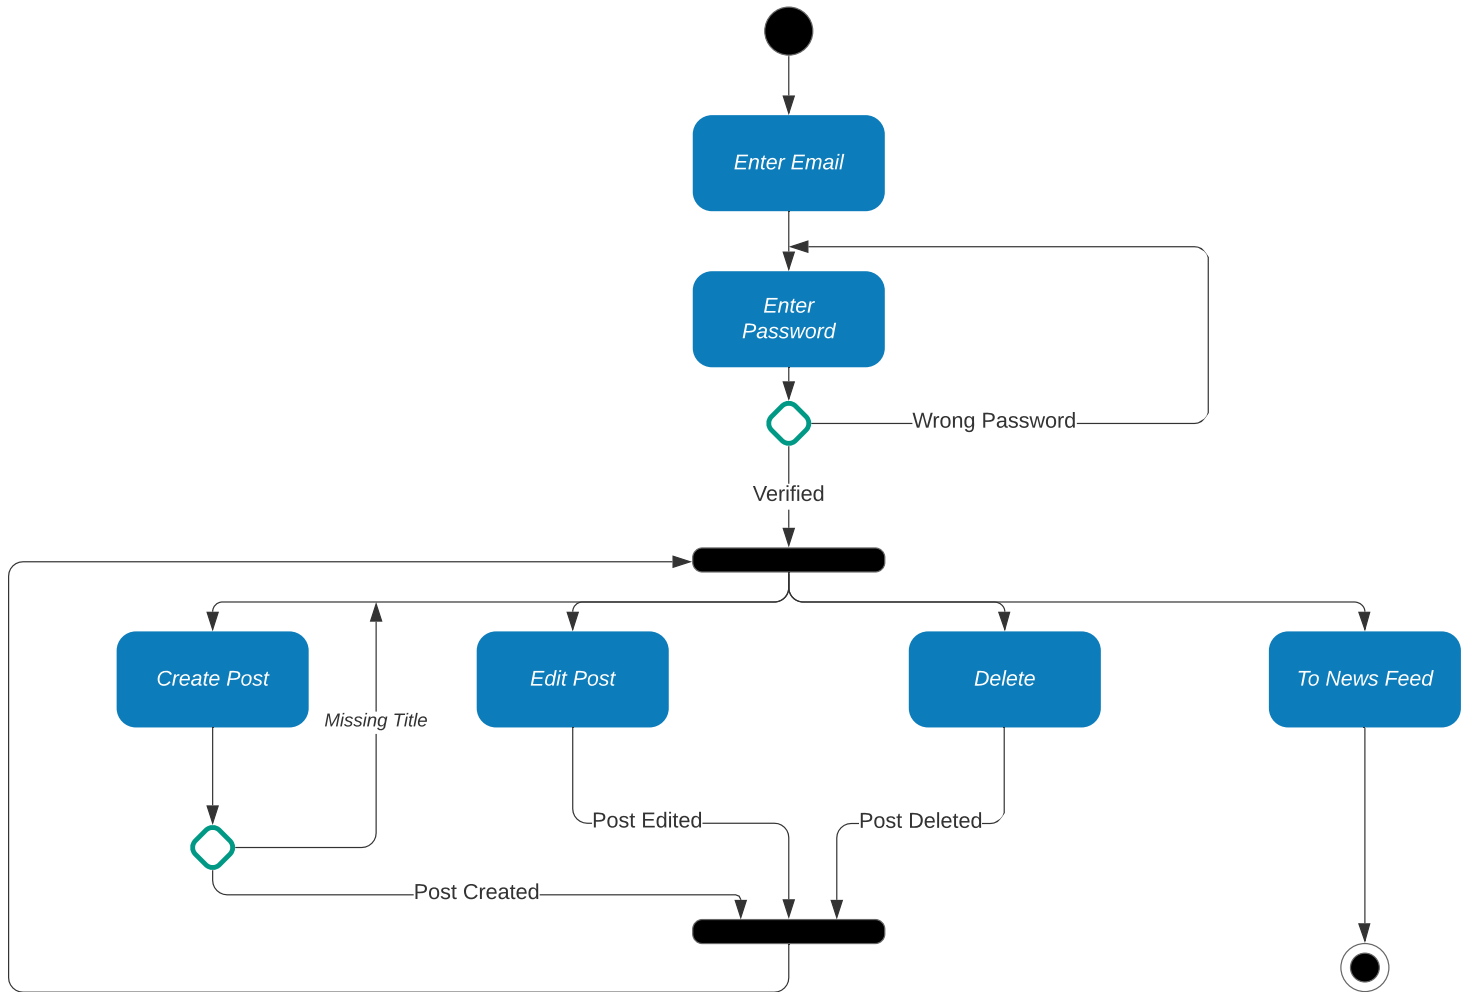 Enter Email
Enter
Password
Wrong Password
Verified
Create Post
Edit Post
Delete
To News Feed
Missing Title
Post Edited
Post Deleted
Post Created